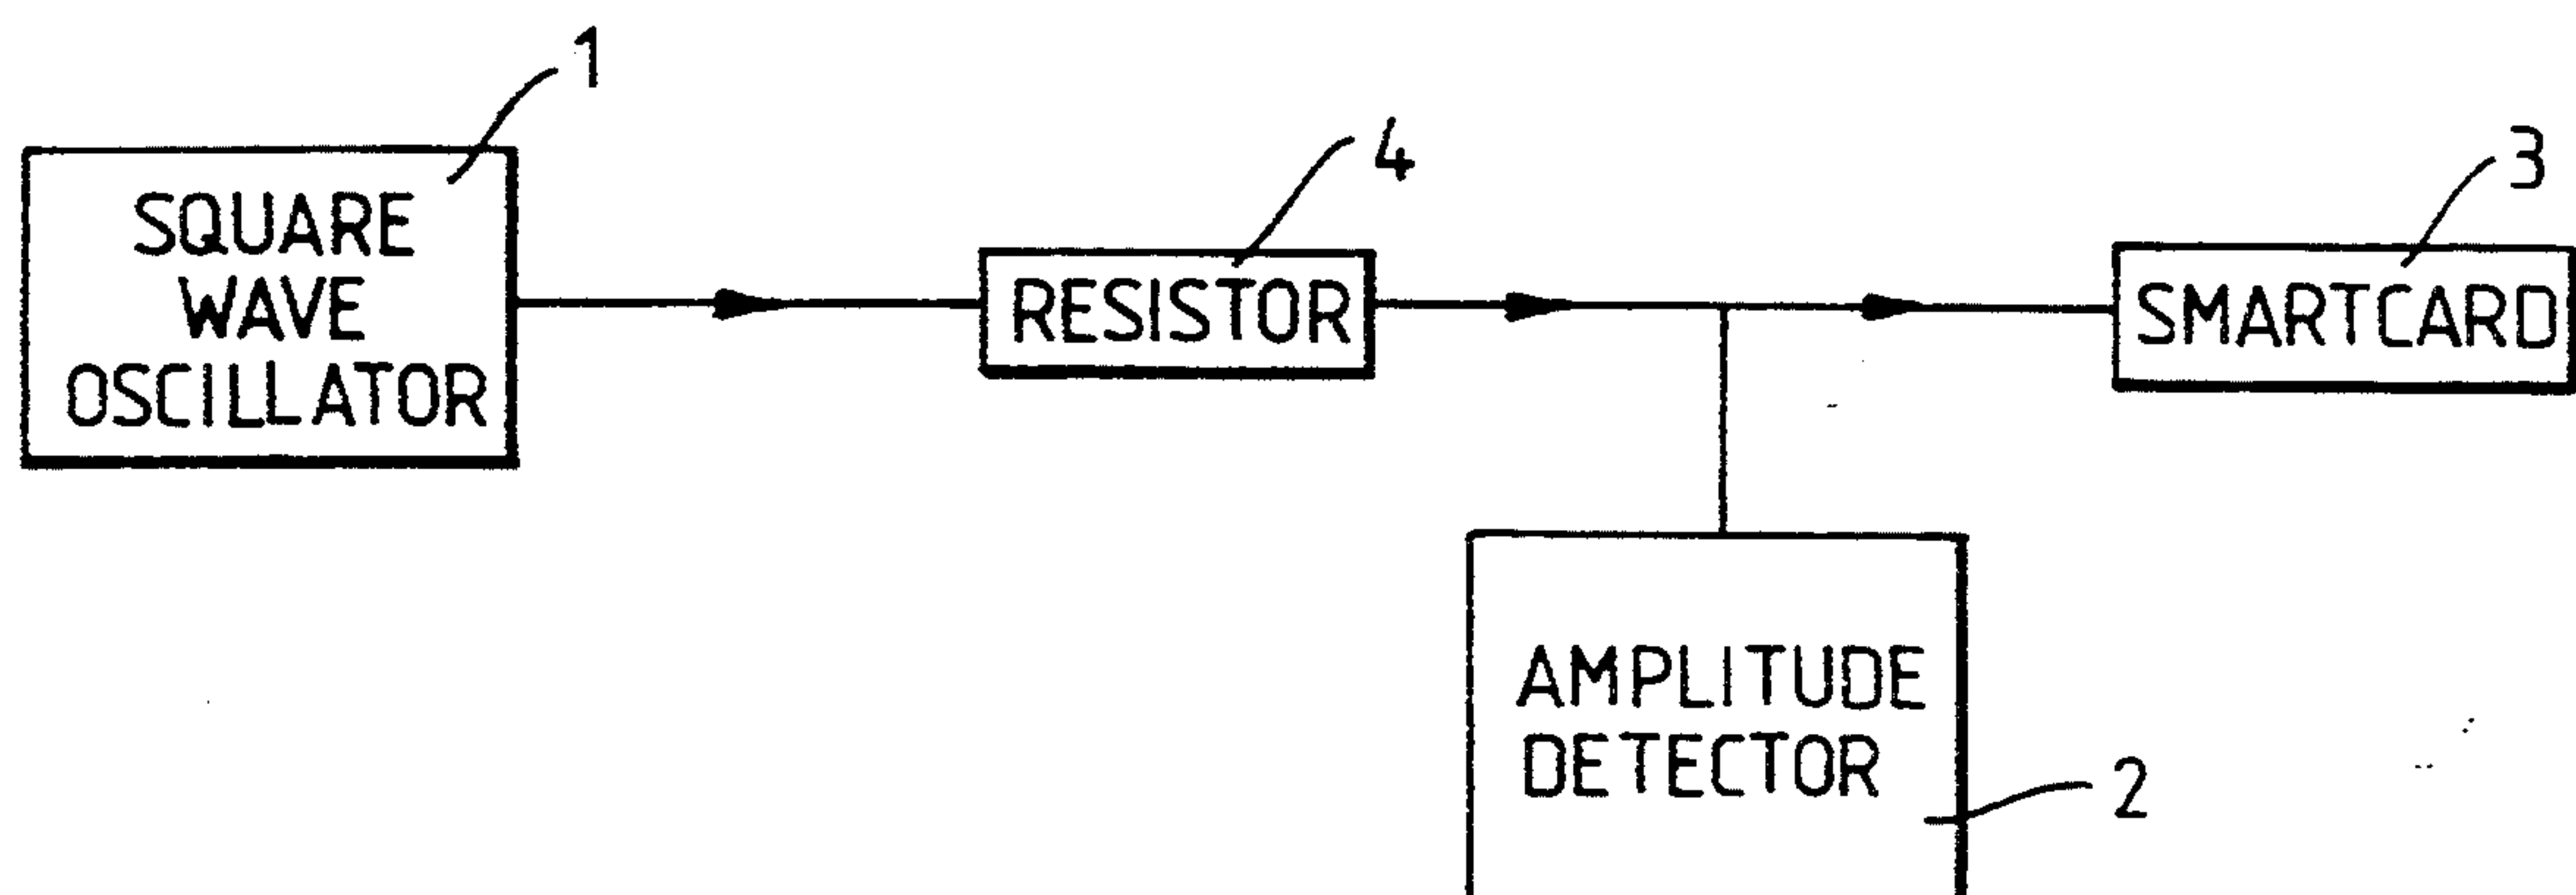 1
SQUARE
WAVE
OSCILLATOR
4
RESISTOR
3
SMARTCARD
AMPLITUDE
DETECTOR
2